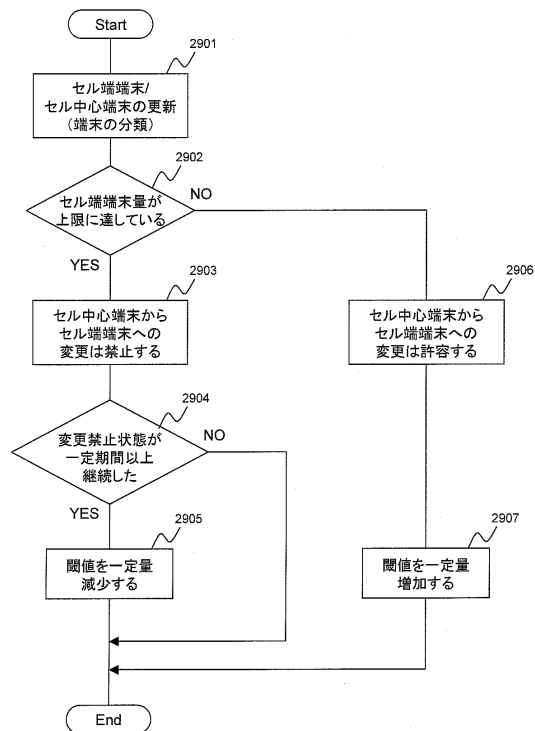 Start
2901
セル端端末/
セル中心端末の更新
(端末の分類)
2902
セル端端末量が
上限に達している
NO
YES
2903
セル中心端末から
セル端端末への
変更は禁止する
2906
セル中心端末から
セル端端末への
変更は許容する
2904
変更禁止状態が
一定期間以上
継続した
NO
YES
2905
閾値を一定量
減少する
2907
閾値を一定量
増加する
End